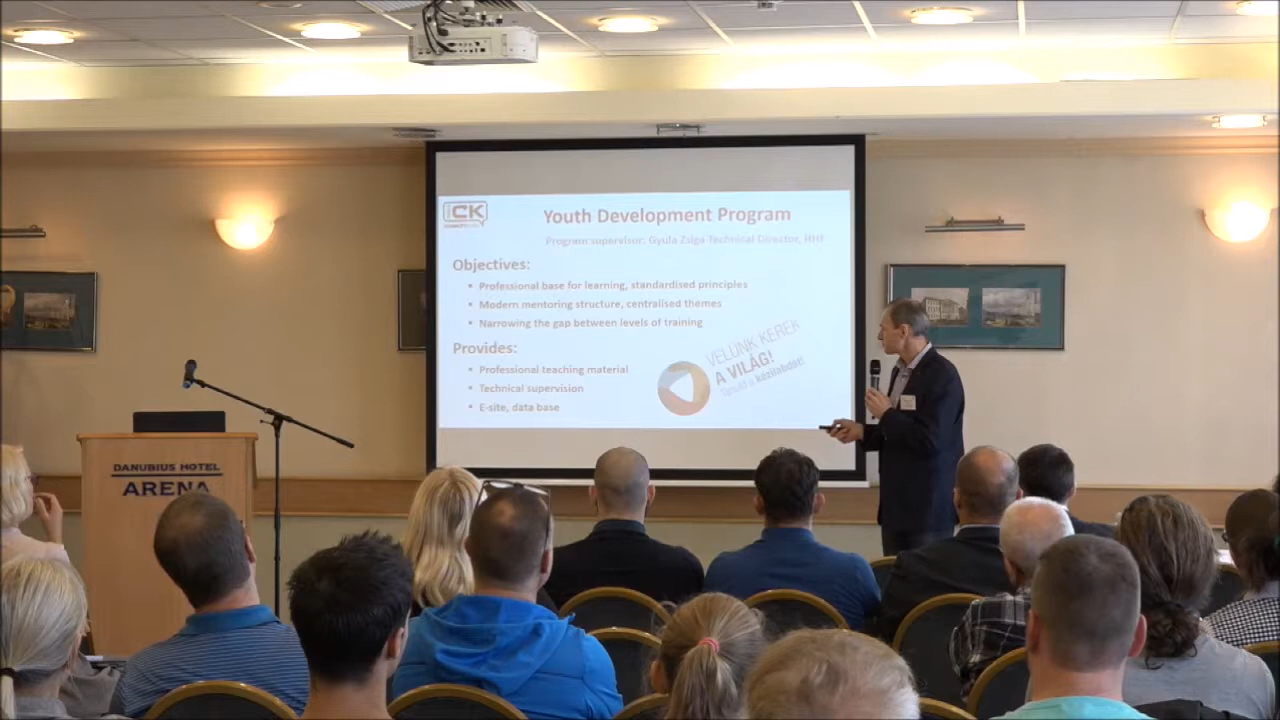 ICK
Youth Development Program
Program supervisor: Gyula Zsiga Technical Director, HHF
Objectives:
▪ Professional base for learning, standardised principles
▪ Modern mentoring structure, centralised themes
▪ Narrowing the gap between levels of training
Provides:
▪ Professional teaching material
▪ Technical supervision
▪ E-site, data base
VELÜNK KEREK
A VILÁG!
a kézilabdát!
DANUBIUS HOTEL
ARENA